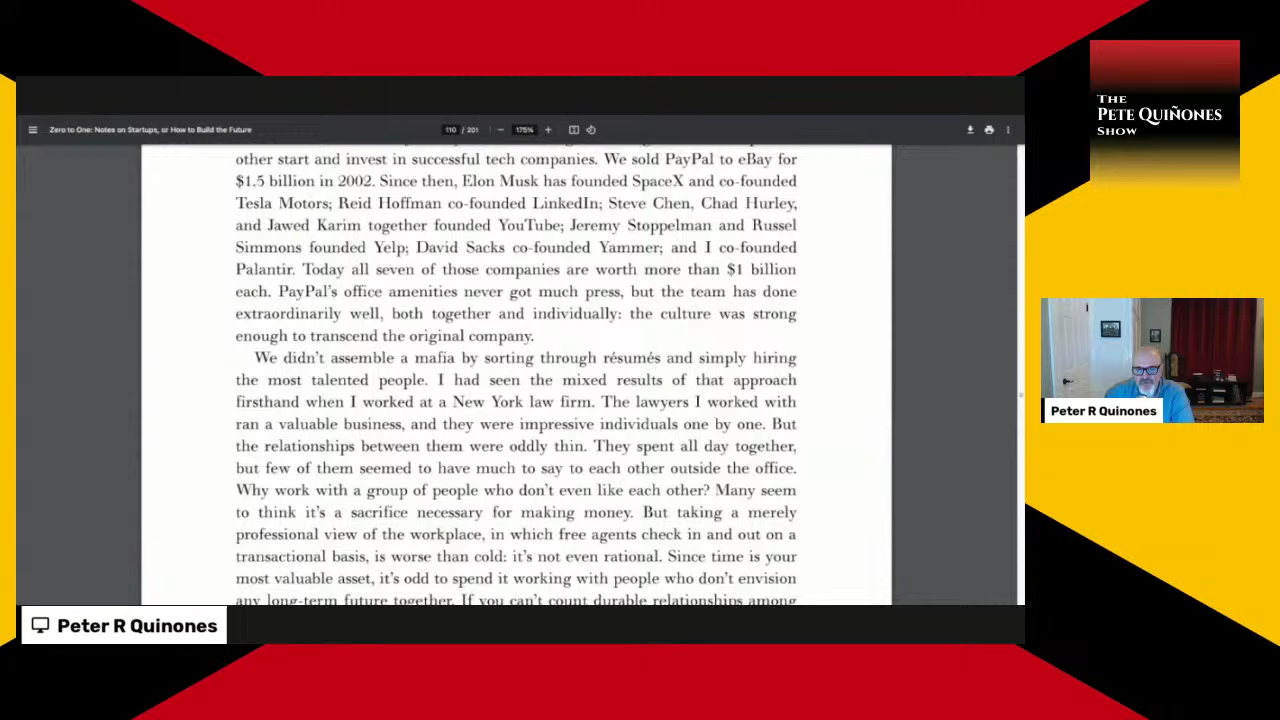 THE
PETE QUIÑONES
SHOW
Zero to One: Notes on Startups, or How to Build the Future
110 / 201
175%
other start and invest in successful tech companies. We sold PayPal to eBay for
$1.5 billion in 2002. Since then, Elon Musk has founded SpaceX and co-founded
Tesla Motors; Reid Hoffman co-founded LinkedIn; Steve Chen, Chad Hurley,
and Jawed Karim together founded YouTube; Jeremy Stoppelman and Russel
Simmons founded Yelp; David Sacks co-founded Yammer; and I co-founded
Palantir. Today all seven of those companies are worth more than $1 billion
each. PayPal's office amenities never got much press, but the team has done
extraordinarily well, both together and individually: the culture was strong
enough to transcend the original company.
We didn't assemble a mafia by sorting through résumés and simply hiring
the most talented people. I had seen the mixed results of that approach
firsthand when I worked at a New York law firm. The lawyers I worked with
ran a valuable business, and they were impressive individuals one by one. But
the relationships between them were oddly thin. They spent all day together,
but few of them seemed to have much to say to each other outside the office.
Why work with a group of people who don't even like each other? Many seem
to think it's a sacrifice necessary for making money. But taking a merely
professional view of the workplace, in which free agents check in and out on a
transactional basis, is worse than cold: it's not even rational. Since time is your
most valuable asset, it's odd to spend it working with people who don't envision
any long-term future together. If you can't count durable relationships among
Peter R Quinones
Peter R Quinones